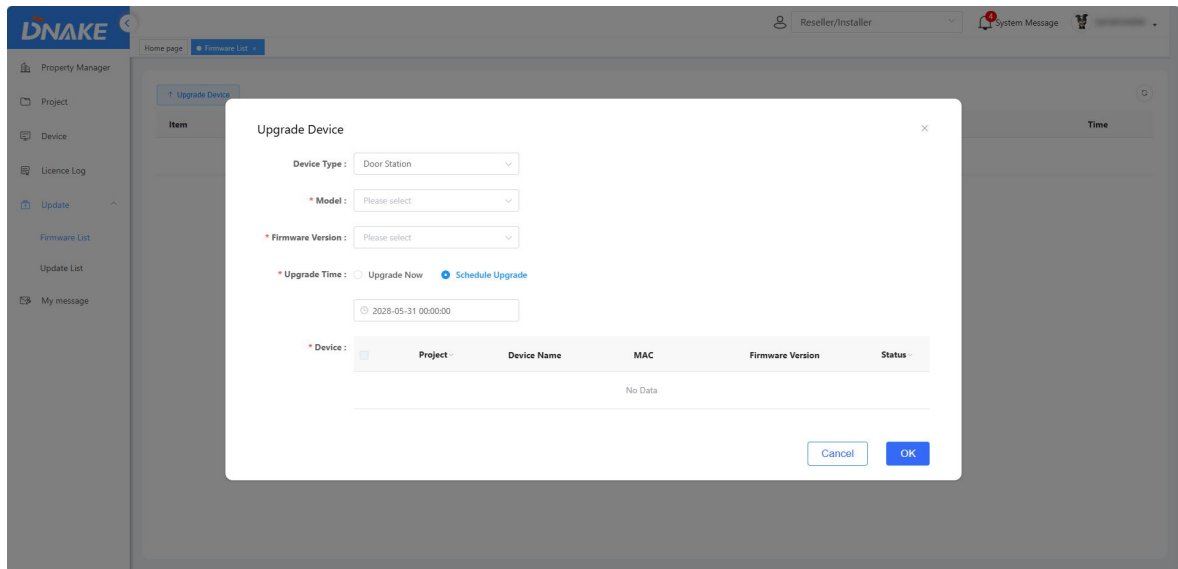 DNAKE
Reseller/Installer
4
System Message
Home page
Firmware List ×
Property Manager
Project
Device
Licence Log
Update
Firmware List
Update List
My message
↑ Upgrade Device
Item
Time
Upgrade Device
Device Type :
Door Station
* Model :
Please select
* Firmware Version :
Please select
* Upgrade Time :
Upgrade Now
Schedule Upgrade
2028-05-31 00:00:00
* Device :
Project
Device Name
MAC
Firmware Version
Status
No Data
Cancel
OK